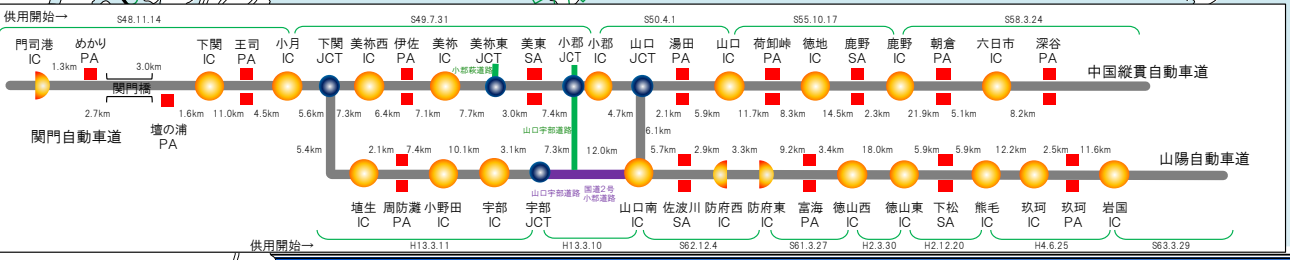 供用開始→
S48.11.14
S49.7.31
S50.4.1
S55.10.17
S58.3.24
門司港
IC
めかり
PA
下関
IC
王司
PA
小月
IC
下関
JCT
美祢西
IC
伊佐
PA
美祢
IC
美祢東
JCT
美東
SA
小郡
JCT
小郡
IC
山口
JCT
湯田
PA
山口
IC
荷卸峠
PA
徳地
IC
鹿野
SA
鹿野
IC
朝倉
PA
六日市
IC
深谷
PA
1.3km
3.0km
小郡萩道路
中国縦貫自動車道
関門橋
2.7km
1.6km
11.0km
4.5km
5.6km
7.3km
6.4km
7.1km
7.7km
3.0km
7.4km
4.7km
2.1km
5.9km
11.7km
8.3km
14.5km
2.3km
21.9km
5.1km
8.2km
関門自動車道
壇の浦
PA
山口宇部道路
6.1km
5.4km
2.1km
7.4km
10.1km
3.1km
7.3km
12.0km
5.7km
2.9km
3.3km
9.2km
3.4km
18.0km
5.9km
5.9km
12.2km
2.5km
11.6km
山陽自動車道
山口宇部道路
国道2号
小郡道路
埴生
IC
周防灘
PA
小野田
IC
宇部
IC
宇部
JCT
山口南
IC
佐波川
SA
防府西
IC
防府東
IC
富海
PA
徳山西
IC
徳山東
IC
下松
SA
熊毛
IC
玖珂
IC
玖珂
PA
岩国
IC
供用開始→
H13.3.11
H13.3.10
S62.12.4
S61.3.27
H2.3.30
H2.12.20
H4.6.25
S63.3.29